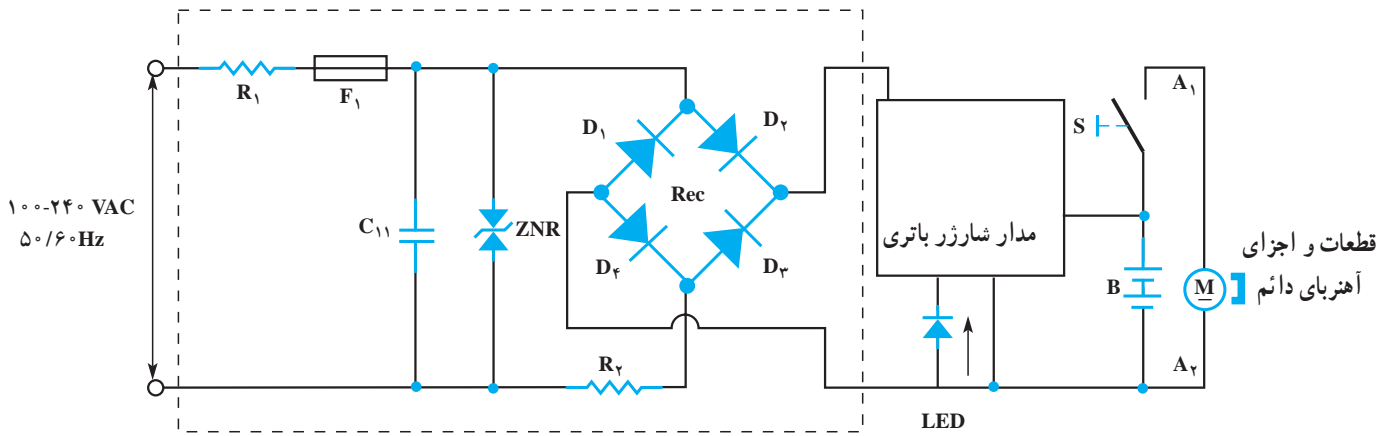 R۱
F۱
۱۰۰-۲۴۰ VAC
۵۰/۶۰Hz
C۱۱
ZNR
D۱
D۲
Rec
D۴
D۳
R۲
مدار شارژر باتری
LED
S
B
A۱
M
A۲
قطعات و اجزای
آهنربای دائم